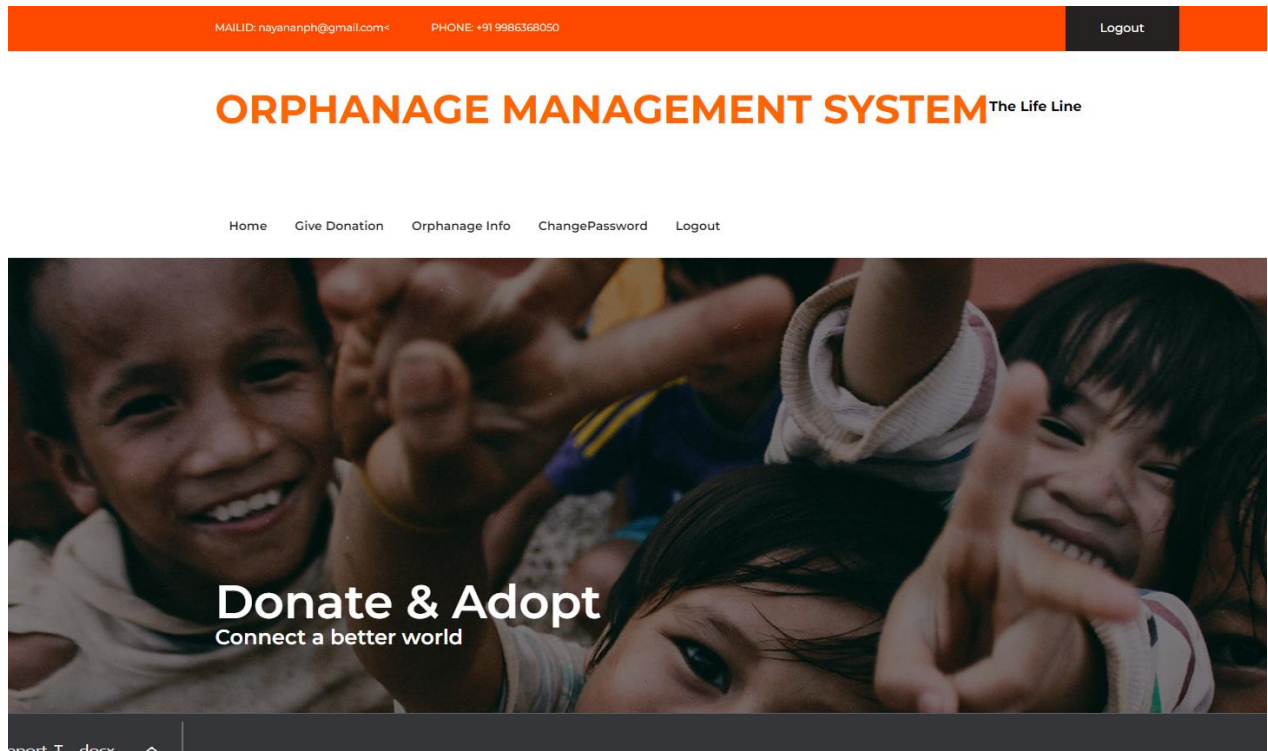 MAILID: nayananph@gmail.com< PHONE: +91 9986368050 Logout
ORPHANAGE MANAGEMENT SYSTEM The Life Line
Home Give Donation Orphanage Info ChangePassword Logout
Donate & Adopt
Connect a better world